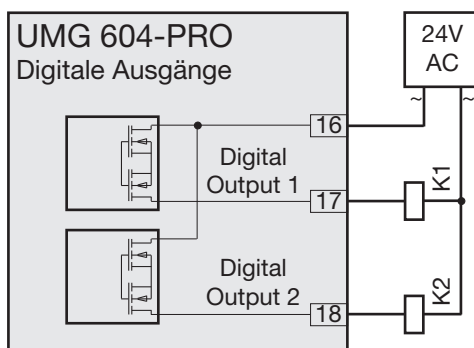 UMG 604-PRO
Digitale Ausgänge
24V
AC
~
~
16
Digital
Output 1
17
K1
Digital
Output 2
18
K2